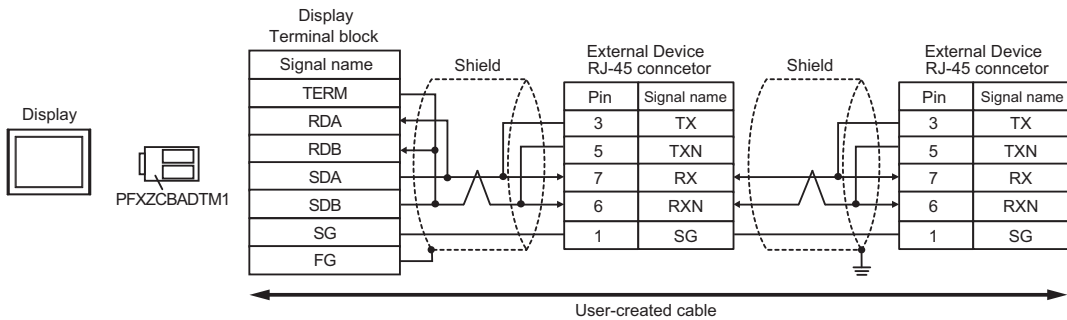 Display
Terminal block
Signal name
TERM
RDA
RDB
SDA
SDB
SG
FG
Shield
External Device
RJ-45 conncetor
Pin Signal name
3 TX
5 TXN
7 RX
6 RXN
1 SG
Shield
External Device
RJ-45 conncetor
Pin Signal name
3 TX
5 TXN
7 RX
6 RXN
1 SG
Display
PFXZCBADTM1
User-created cable